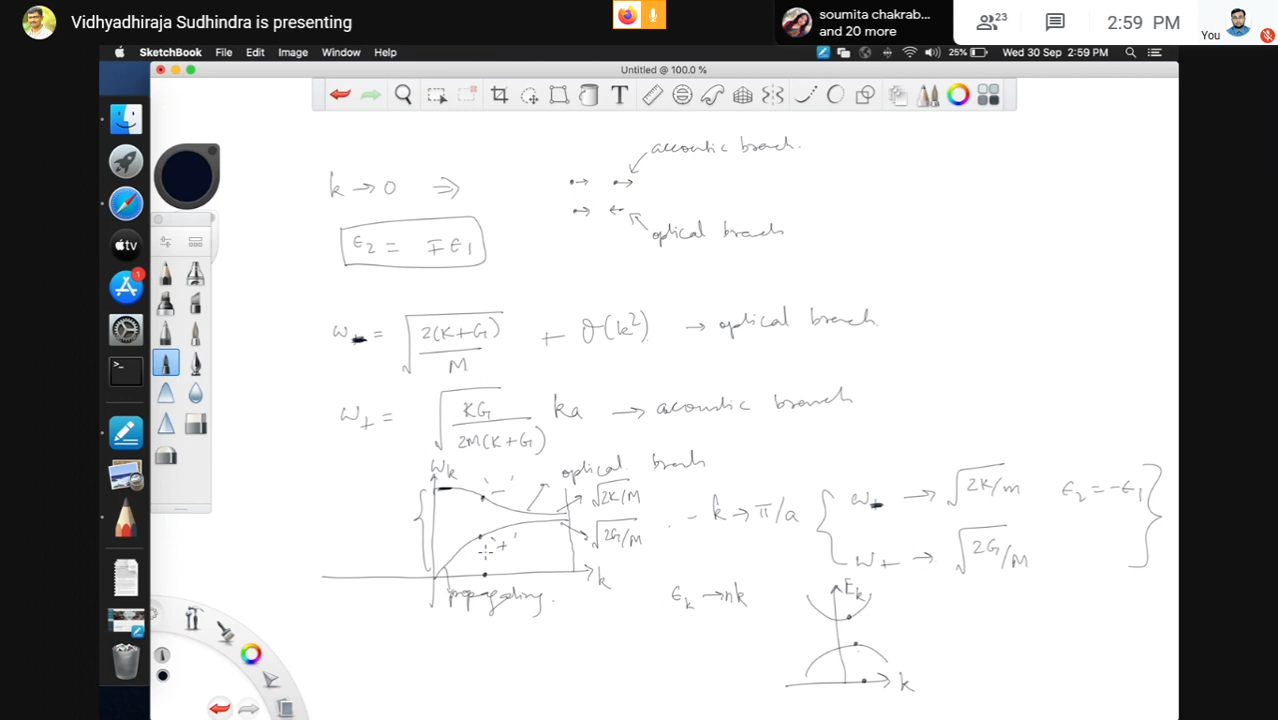 Vidhyadhiraja Sudhindra is presenting
soumita chakrab...
and 20 more
23
2:59 PM
You
SketchBook File Edit Image Window Help
25% Wed 30 Sep 2:59 PM
Untitled @ 100.0 %
acoustic branch.
k → 0 ⇒
optical branch
ϵ₂ = ∓ ϵ₁
tv
1
ω₋ = √(2(K+G)/M) + O(k²) → optical branch.
ω₊ = √(KG/2M(K+G)) ka → acoustic branch
ωk
optical branch
'-'
√2K/M
'+'
√2G/M
k
propagating.
- k → π/a
ω₋ → √2K/m ϵ₂ = -ϵ₁
ω₊ → √2G/M
ϵk → nk
Ek
k